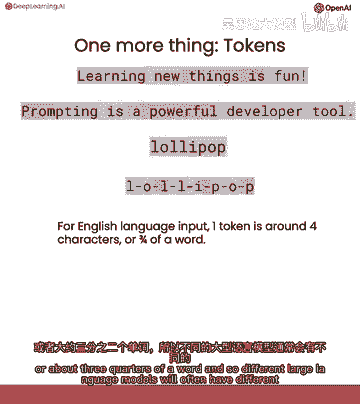 DeepLearning.AI
OpenAI
One more thing: Tokens
Learning new things is fun!
Prompting is a powerful developer tool.
lollipop
l-o-l-l-i-p-o-p
For English language input, 1 token is around 4
characters, or ¾ of a word.
或者大约三分之二个单词，所以不同的大型语言模型通常会有不
同的
or about three quarters of a word and so different large la
nguage models will often have different